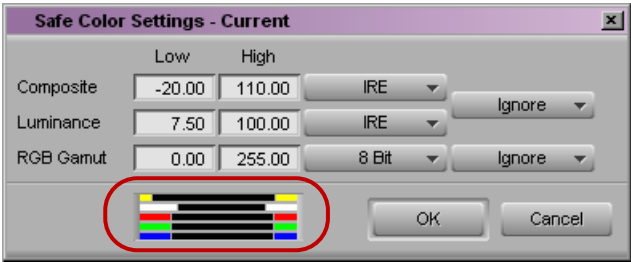 Safe Color Settings - Current
Low High
Composite -20.00 110.00 IRE Ignore
Luminance 7.50 100.00 IRE
RGB Gamut 0.00 255.00 8 Bit Ignore
OK Cancel